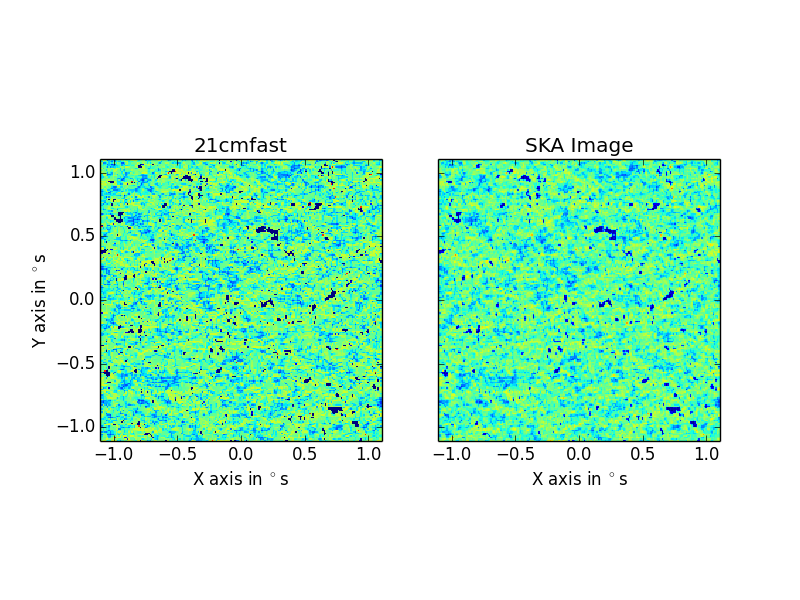 21cmfast
SKA Image
1.0
0.5
0.0
−0.5
−1.0
Y axis in °s
−1.0 −0.5 0.0 0.5 1.0
X axis in °s
−1.0 −0.5 0.0 0.5 1.0
X axis in °s